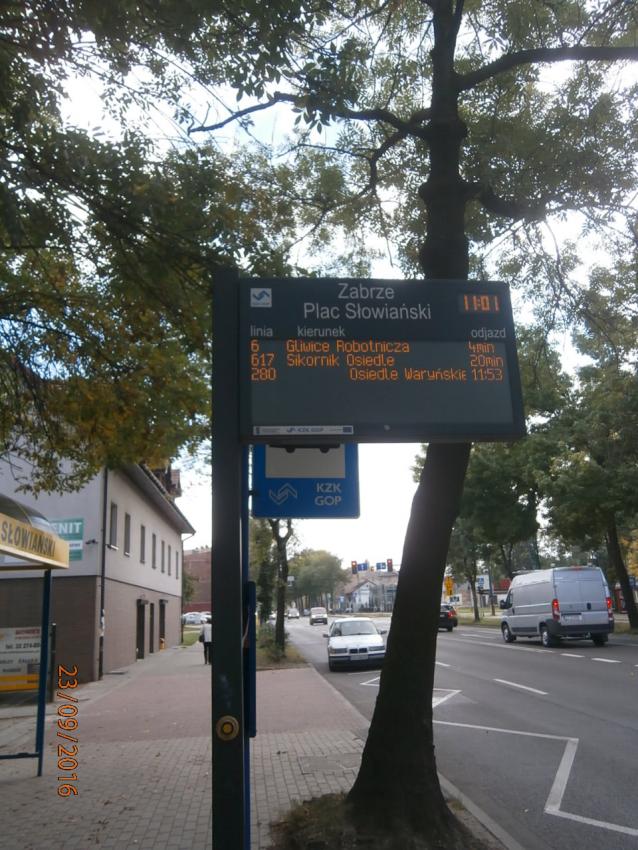 Zabrze
Plac Słowiański
11:01
linia kierunek odjazd
6 Gliwice Robotnicza 4min
617 Sikornik Osiedle 20min
280 Osiedle Waryńskie 11:53
KZK GOP
KZK
GOP
SŁOWIAŃSKI
ENIT
23/09/2016